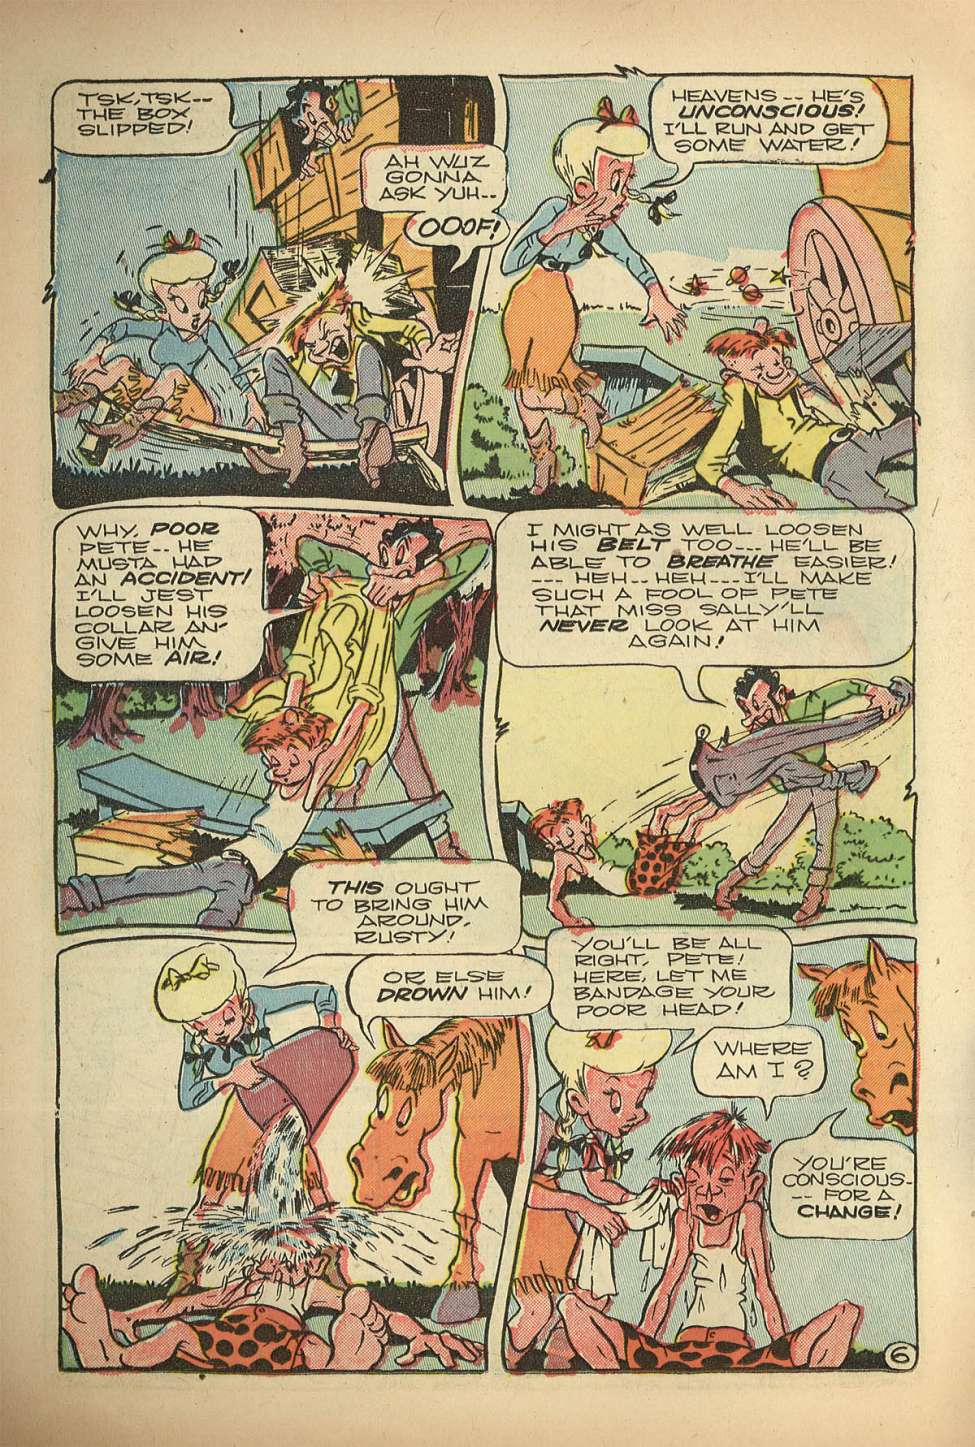 TSK, TSK--
THE BOX
SLIPPED!
AH WUZ
GONNA
ASK YUH--
OOOF!
HEAVENS -- HE'S
UNCONSCIOUS!
I'LL RUN AND GET
SOME WATER!
WHY, POOR
PETE-- HE
MUSTA HAD
AN ACCIDENT!
I'LL JEST
LOOSEN HIS
COLLAR AN'
GIVE HIM
SOME AIR!
I MIGHT AS WELL LOOSEN
HIS BELT TOO--- HE'LL BE
ABLE TO BREATHE EASIER!
--- HEH-- HEH---I'LL MAKE
SUCH A FOOL OF PETE
THAT MISS SALLY'LL
NEVER LOOK AT HIM
AGAIN!
THIS OUGHT
TO BRING HIM
AROUND,
RUSTY!
OR ELSE
DROWN HIM!
YOU'LL BE ALL
RIGHT, PETE!
HERE, LET ME
BANDAGE YOUR
POOR HEAD!
WHERE
AM I?
YOU'RE
CONSCIOUS-
-- FOR A
CHANGE!
6